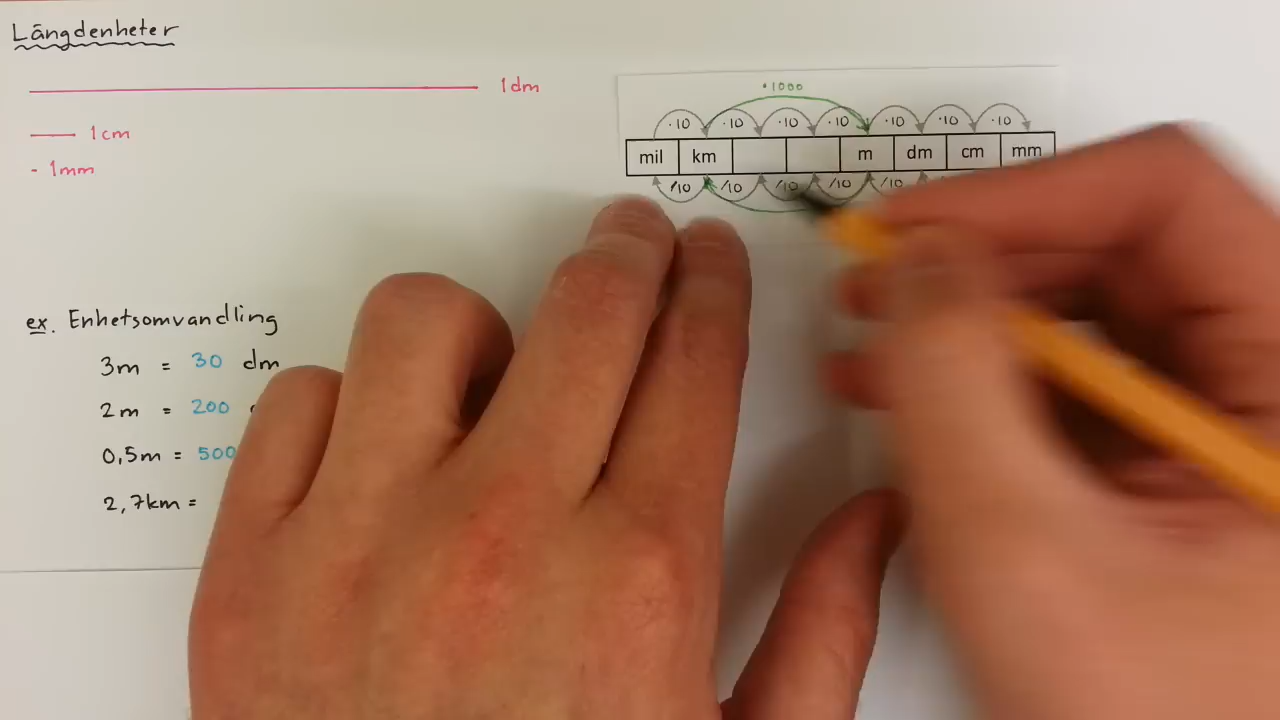 Längdenheter
1dm
1cm
1mm
·1000
·10 ·10 ·10 ·10 ·10 ·10 ·10
mil km m dm cm mm
/10 /10 /10 /10 /10
ex. Enhetsomvandling
3m = 30 dm
2m = 200
0,5m = 500
2,7km =